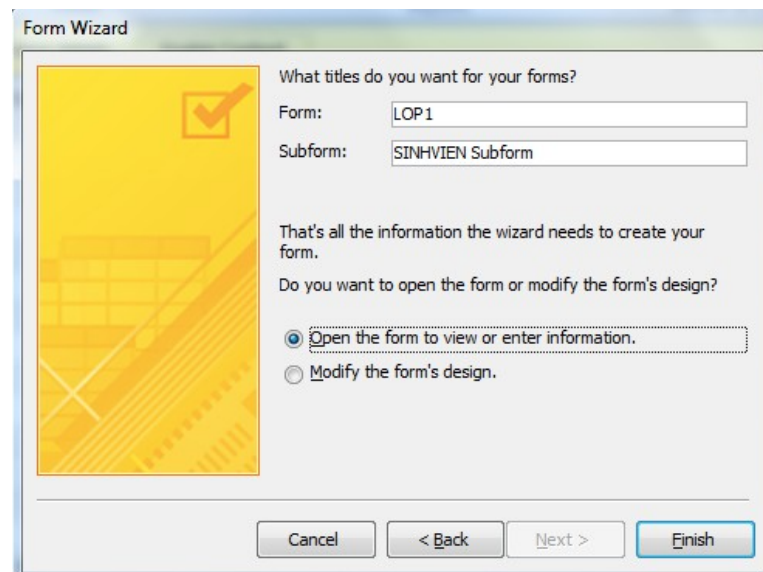 Form Wizard
What titles do you want for your forms?
Form:
LOP1
Subform:
SINHVIEN Subform
That's all the information the wizard needs to create your
form.
Do you want to open the form or modify the form's design?
Open the form to view or enter information.
Modify the form's design.
Cancel
< Back
Next >
Finish